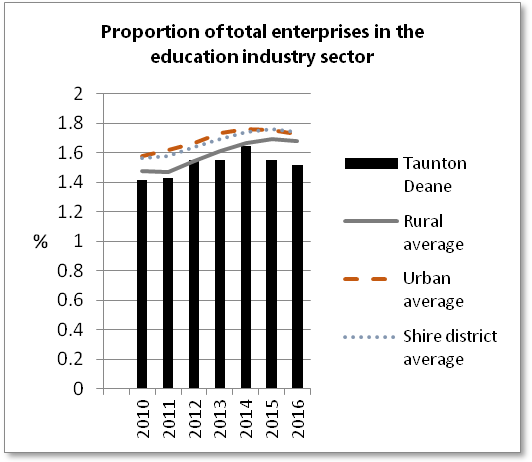 Proportion of total enterprises in the
education industry sector
2
1.8
1.6
1.4
1.2
1
0.8
0.6
0.4
0.2
0
%
2010
2011
2012
2013
2014
2015
2016
Taunton
Deane
Rural
average
Urban
average
Shire district
average